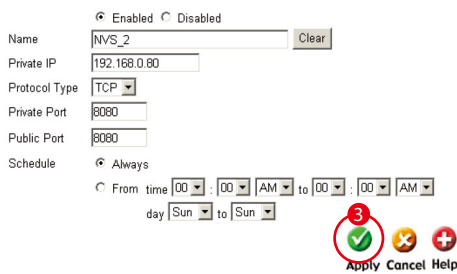 Enabled Disabled
Name NVS_2 Clear
Private IP 192.168.0.80
Protocol Type TCP
Private Port 8080
Public Port 8080
Schedule Always
From time 00 : 00 AM to 00 : 00 AM
day Sun to Sun
3
Apply Cancel Help